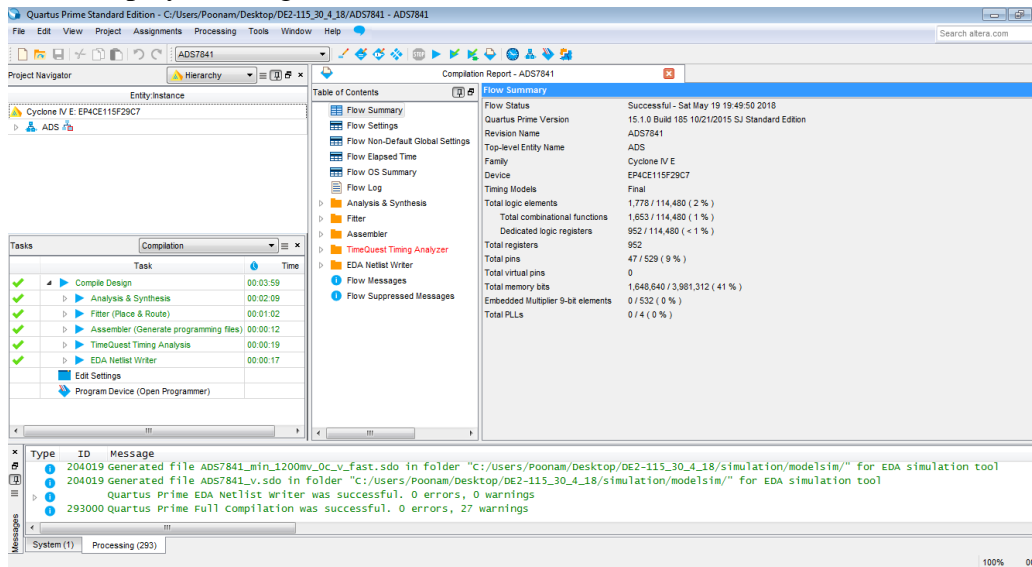 Quartus Prime Standard Edition - C:/Users/Poonam/Desktop/DE2-115_30_4_18/ADS7841 - ADS7841
File Edit View Project Assignments Processing Tools Window Help
Search altera.com
ADS7841
Project Navigator
Hierarchy
Entity:Instance
Cyclone IV E: EP4CE115F29C7
ADS
Tasks
Compilation
Task Time
Compile Design 00:03:59
Analysis & Synthesis 00:02:09
Fitter (Place & Route) 00:01:02
Assembler (Generate programming files) 00:00:12
TimeQuest Timing Analysis 00:00:19
EDA Netlist Writer 00:00:17
Edit Settings
Program Device (Open Programmer)
Compilation Report - ADS7841
Table of Contents
Flow Summary
Flow Settings
Flow Non-Default Global Settings
Flow Elapsed Time
Flow OS Summary
Flow Log
Analysis & Synthesis
Fitter
Assembler
TimeQuest Timing Analyzer
EDA Netlist Writer
Flow Messages
Flow Suppressed Messages
Flow Summary
Flow Status Successful - Sat May 19 19:49:50 2018
Quartus Prime Version 15.1.0 Build 185 10/21/2015 SJ Standard Edition
Revision Name ADS7841
Top-level Entity Name ADS
Family Cyclone IV E
Device EP4CE115F29C7
Timing Models Final
Total logic elements 1,778 / 114,480 ( 2 % )
Total combinational functions 1,653 / 114,480 ( 1 % )
Dedicated logic registers 952 / 114,480 ( < 1 % )
Total registers 952
Total pins 47 / 529 ( 9 % )
Total virtual pins 0
Total memory bits 1,648,640 / 3,981,312 ( 41 % )
Embedded Multiplier 9-bit elements 0 / 532 ( 0 % )
Total PLLs 0 / 4 ( 0 % )
Messages
Type ID Message
204019 Generated file ADS7841_min_1200mv_0c_v_fast.sdo in folder "C:/Users/Poonam/Desktop/DE2-115_30_4_18/simulation/modelsim/" for EDA simulation tool
204019 Generated file ADS7841_v.sdo in folder "C:/Users/Poonam/Desktop/DE2-115_30_4_18/simulation/modelsim/" for EDA simulation tool
Quartus Prime EDA Netlist Writer was successful. 0 errors, 0 warnings
293000 Quartus Prime Full Compilation was successful. 0 errors, 27 warnings
System (1) Processing (293)
100%